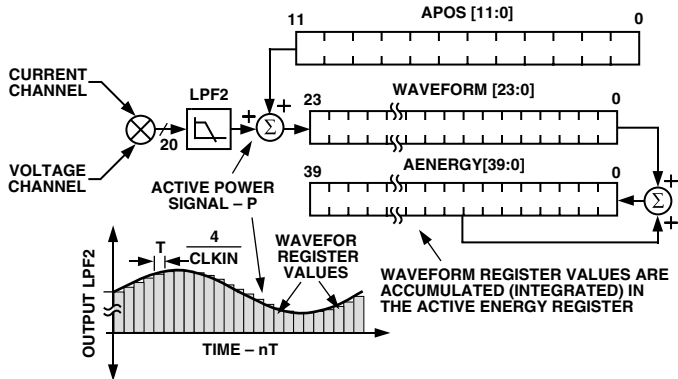 APOS [11:0]
11
0
CURRENT
CHANNEL
LPF2
20
VOLTAGE
CHANNEL
+
+
Σ
WAVEFORM [23:0]
23
0
AENERGY[39:0]
39
0
+
Σ
+
ACTIVE POWER
SIGNAL – P
T
4
CLKIN
WAVEFOR
REGISTER
VALUES
WAVEFORM REGISTER VALUES ARE
ACCUMULATED (INTEGRATED) IN
THE ACTIVE ENERGY REGISTER
OUTPUT LPF2
TIME – nT